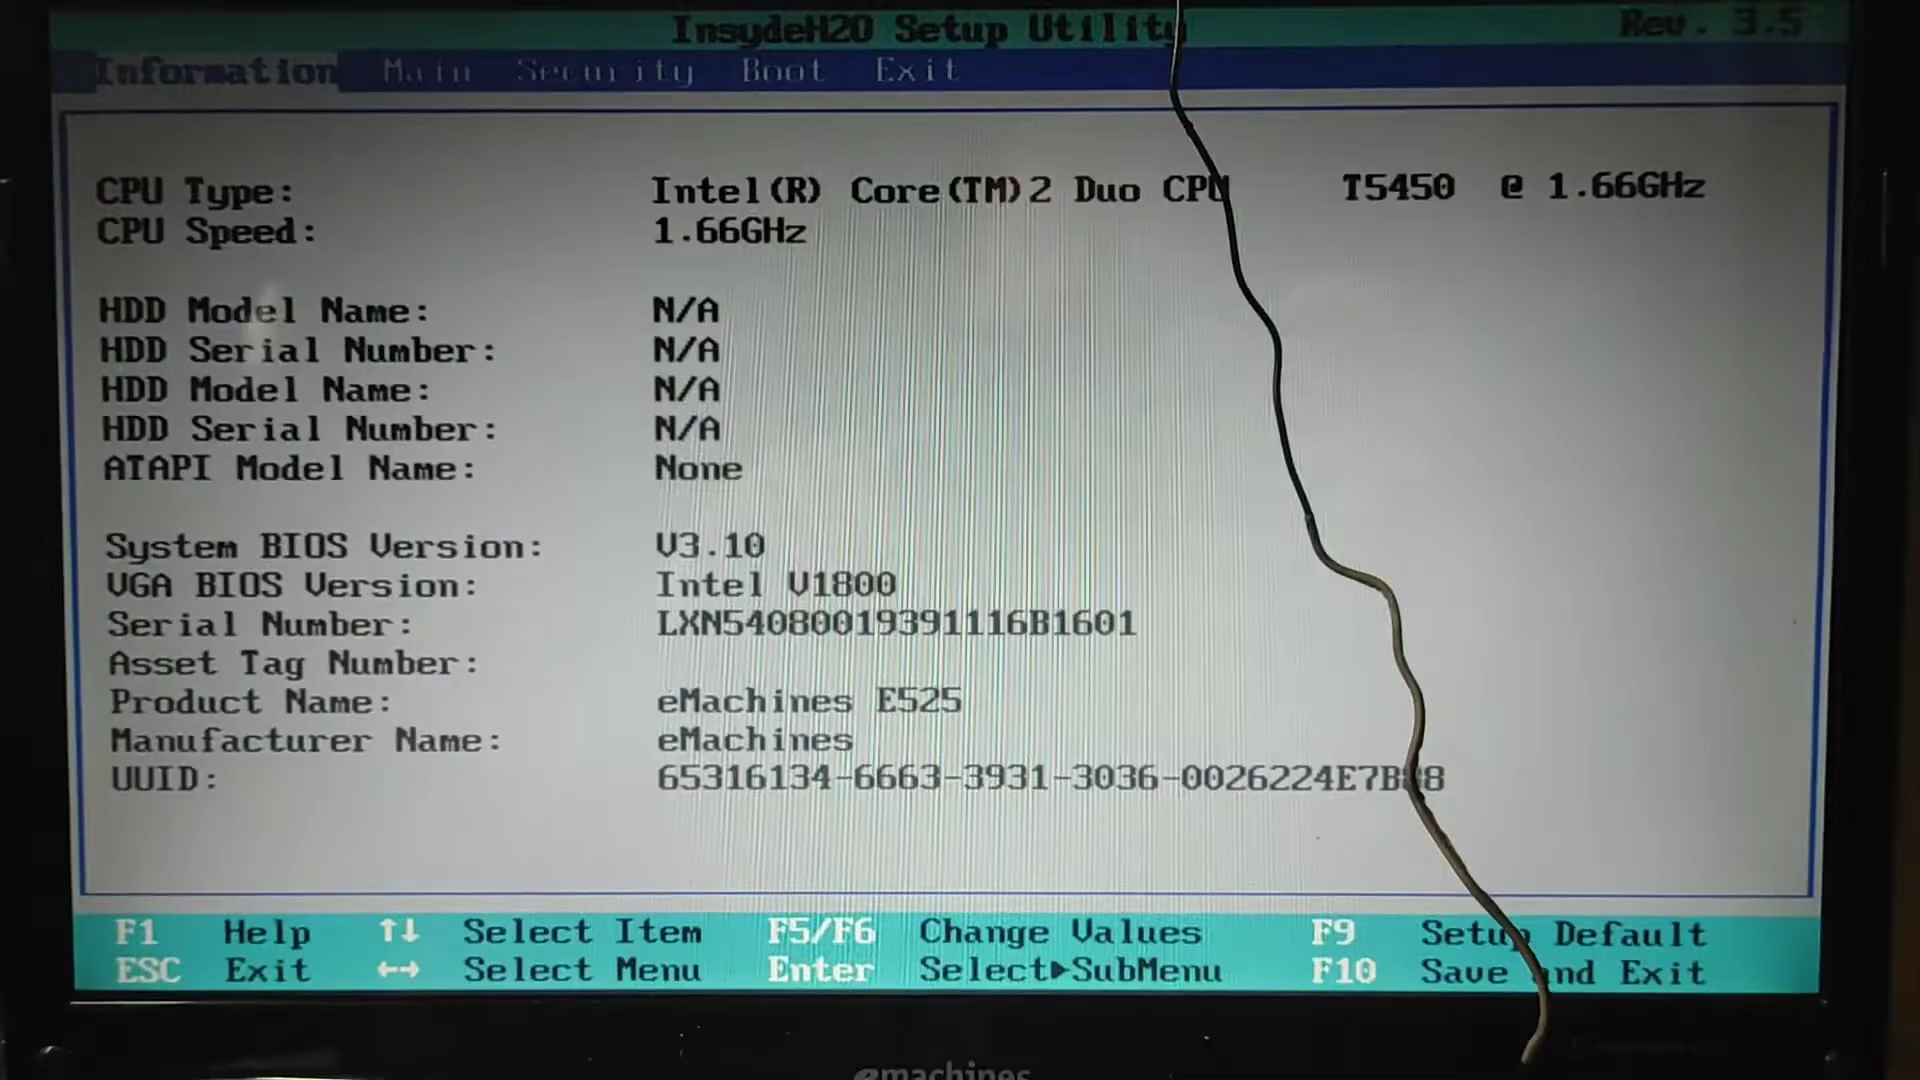 InsydeH2O Setup Utility Rev. 3.5
Information Main Security Boot Exit
CPU Type: Intel(R) Core(TM)2 Duo CPU T5450 @ 1.66GHz
CPU Speed: 1.66GHz
HDD Model Name: N/A
HDD Serial Number: N/A
HDD Model Name: N/A
HDD Serial Number: N/A
ATAPI Model Name: None
System BIOS Version: V3.10
VGA BIOS Version: Intel V1800
Serial Number: LXN54080019391116B1601
Asset Tag Number:
Product Name: eMachines E525
Manufacturer Name: eMachines
UUID:
F1 Help ↑↓ Select Item F5/F6 Change Values F9 Setup Default
ESC Exit ←→ Select Menu Enter Select▶SubMenu F10 Save and Exit
emachines